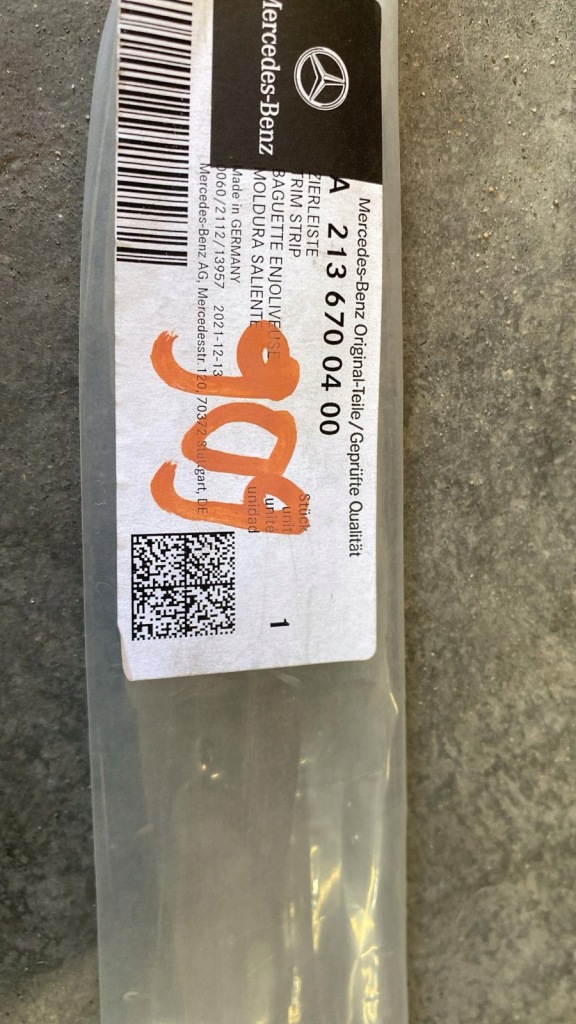 Mercedes-Benz
Mercedes-Benz Original-Teile/Geprüfte Qualität
A 213 670 04 00
ZIERLEISTE
TRIM STRIP
BAGUETTE ENJOLIVEUSE
MOLDURA SALIENTE
Stück
unit
unité
unidad
1
Made in GERMANY
0060/2112/13957 2021-12-13
Mercedes-Benz AG, Mercedesstr.120, 70372 Stuttgart, DE